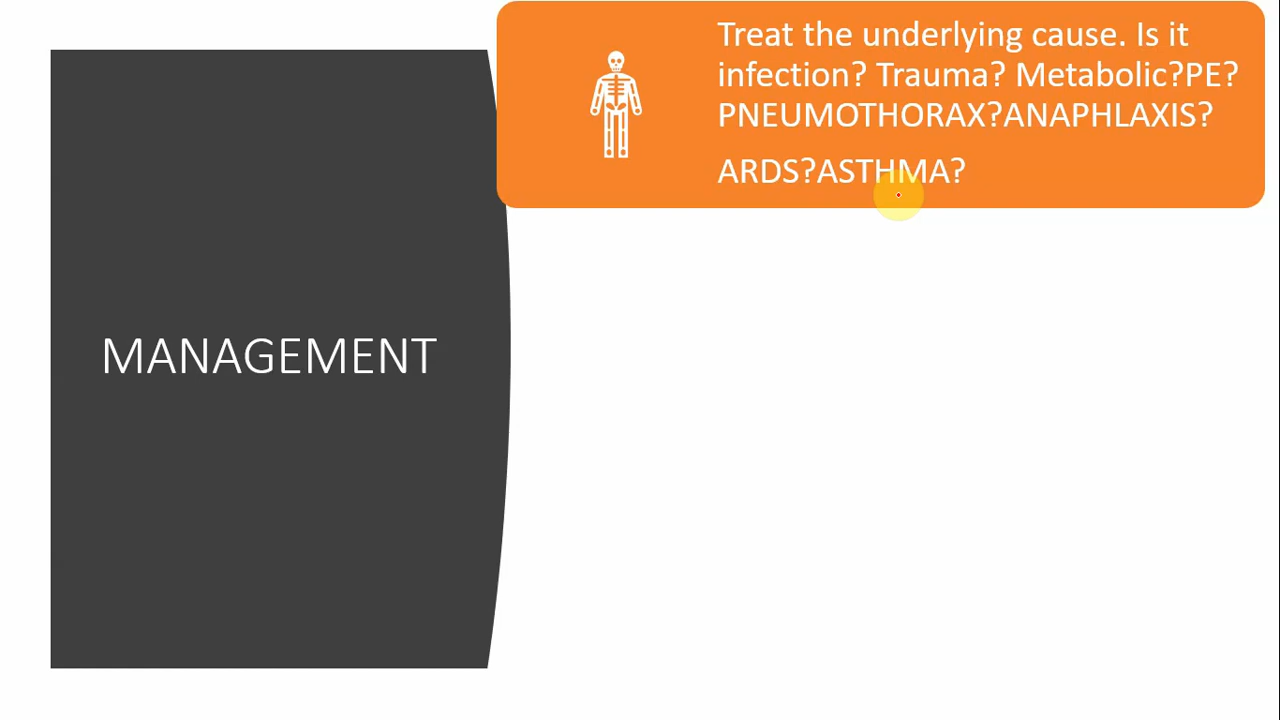 MANAGEMENT
Treat the underlying cause. Is it
infection? Trauma? Metabolic?PE?
PNEUMOTHORAX?ANAPHLAXIS?
ARDS?ASTHMA?